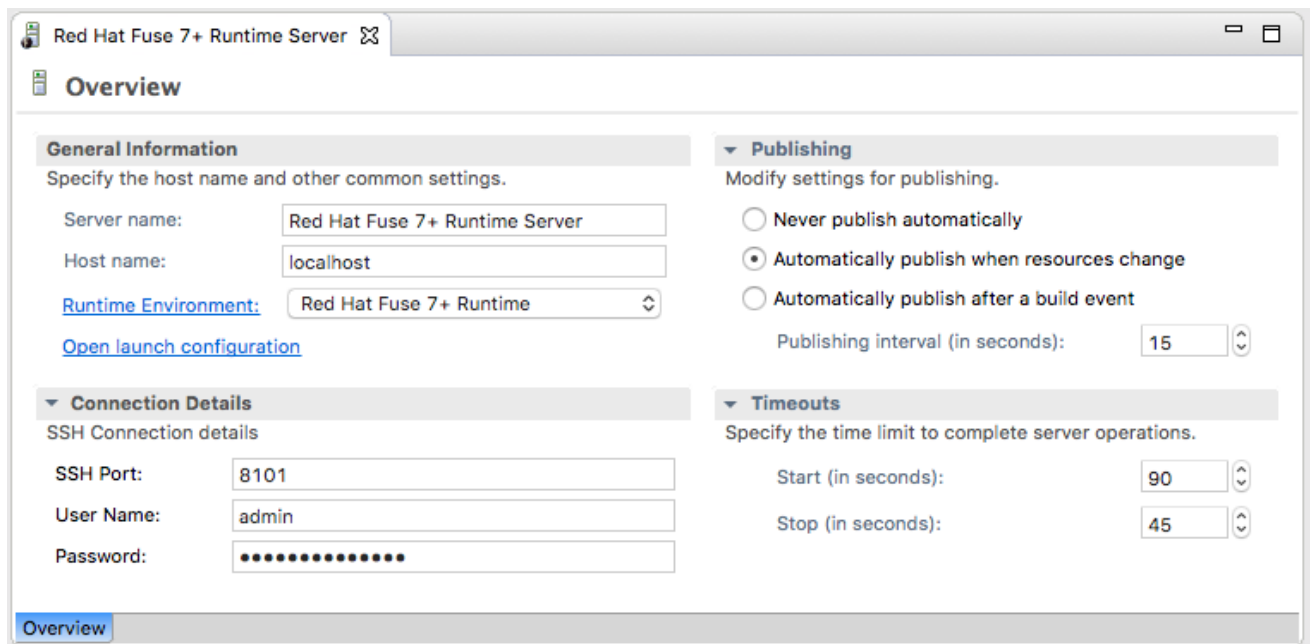 Red Hat Fuse 7+ Runtime Server
Overview
General Information
Specify the host name and other common settings.
Server name: Red Hat Fuse 7+ Runtime Server
Host name: localhost
Runtime Environment: Red Hat Fuse 7+ Runtime
Open launch configuration
Connection Details
SSH Connection details
SSH Port: 8101
User Name: admin
Password: ••••••••••••••
Publishing
Modify settings for publishing.
Never publish automatically
Automatically publish when resources change
Automatically publish after a build event
Publishing interval (in seconds): 15
Timeouts
Specify the time limit to complete server operations.
Start (in seconds): 90
Stop (in seconds): 45
Overview